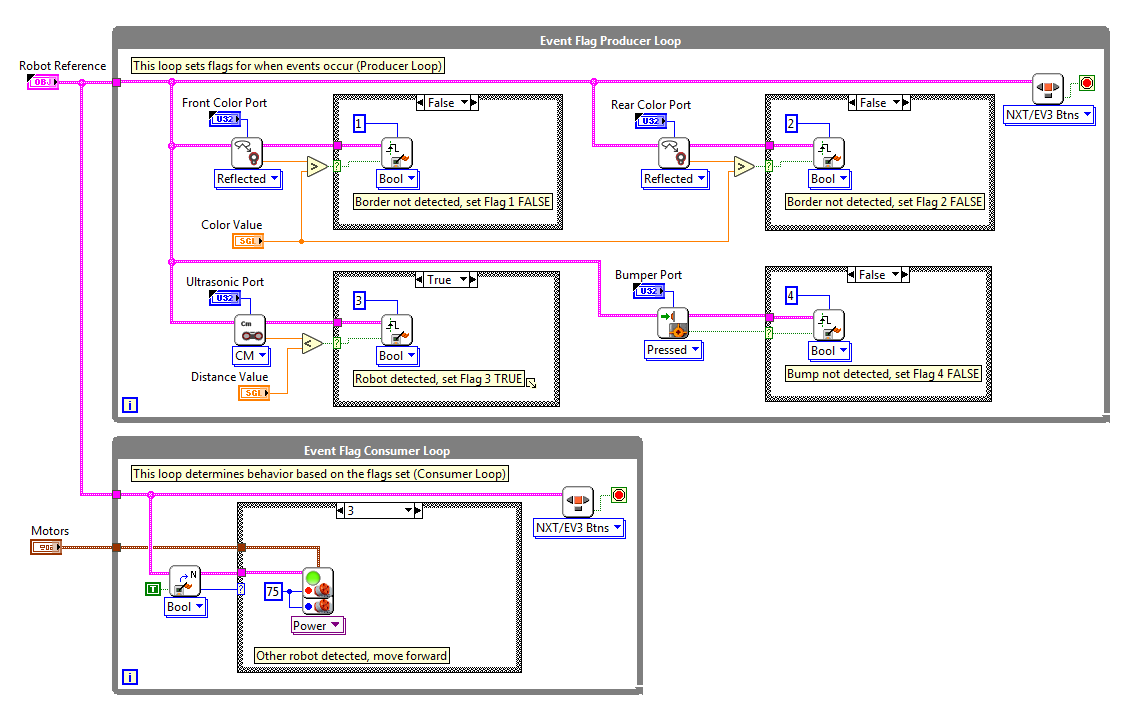 Event Flag Producer Loop
This loop sets flags for when events occur (Producer Loop)
Robot Reference
OBJ
Front Color Port
U32
False
1
Reflected
>
?
Bool
Border not detected, set Flag 1 FALSE
Rear Color Port
U32
False
2
Reflected
>
?
Bool
Border not detected, set Flag 2 FALSE
NXT/EV3 Btns
Color Value
SGL
Ultrasonic Port
U32
True
3
Cm
CM
<
?
Bool
Robot detected, set Flag 3 TRUE
Distance Value
SGL
Bumper Port
U32
False
4
Pressed
?
Bool
Bump not detected, set Flag 4 FALSE
i
Event Flag Consumer Loop
This loop determines behavior based on the flags set (Consumer Loop)
NXT/EV3 Btns
3
Motors
T
N
Bool
?
75
Power
Other robot detected, move forward
i